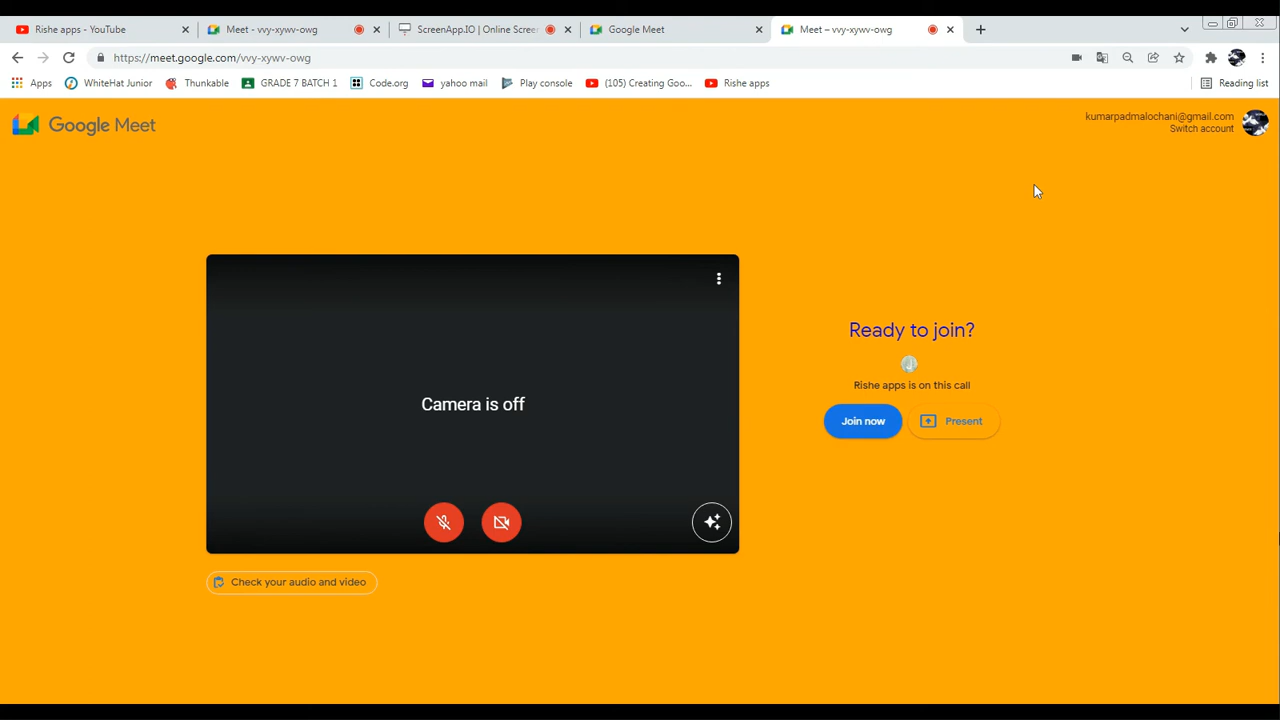 Rishe apps - YouTube
Meet - vvy-xywv-owg
ScreenApp.IO | Online Scree
Google Meet
Meet – vvy-xywv-owg
https://meet.google.com/vvy-xywv-owg
Apps
WhiteHat Junior
Thunkable
GRADE 7 BATCH 1
Code.org
yahoo mail
Play console
(105) Creating Goo...
Rishe apps
Reading list
Google Meet
kumarpadmalochani@gmail.com
Switch account
Camera is off
Ready to join?
Rishe apps is on this call
Join now
Present
Check your audio and video